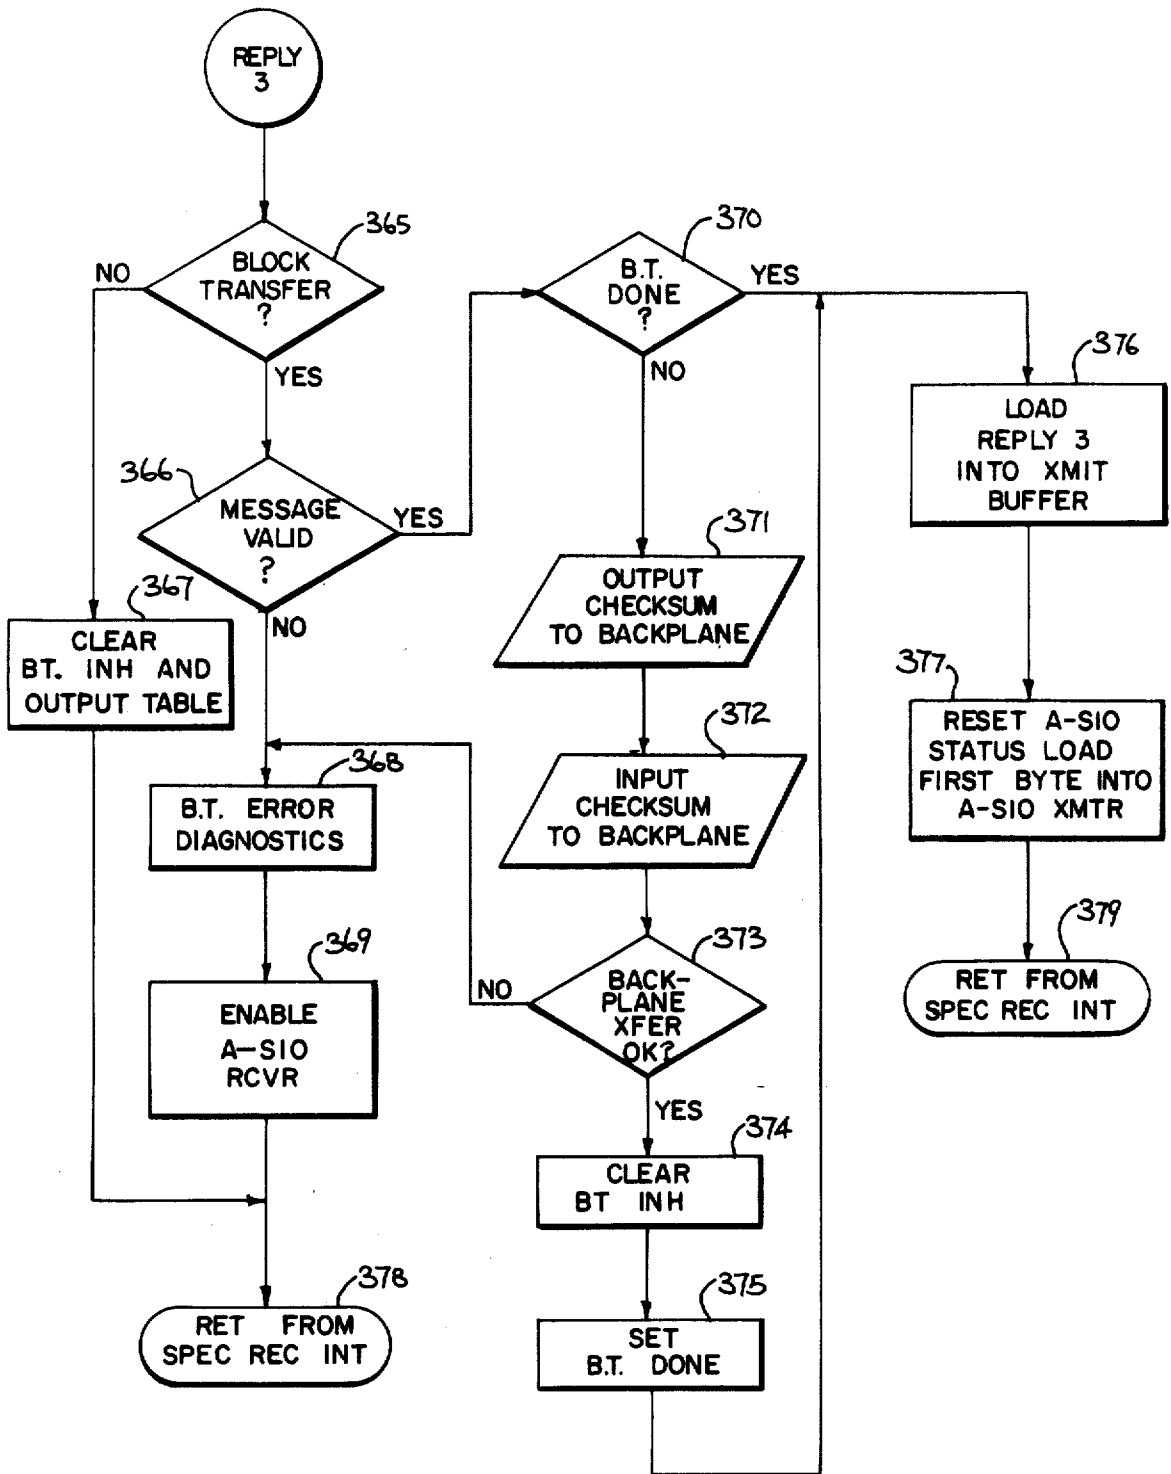 REPLY
3
365
BLOCK
TRANSFER
?
NO
YES
366
MESSAGE
VALID
?
YES
NO
367
CLEAR
BT. INH AND
OUTPUT TABLE
368
B.T. ERROR
DIAGNOSTICS
369
ENABLE
A-SIO
RCVR
378
RET FROM
SPEC REC INT
370
B.T.
DONE
?
YES
NO
371
OUTPUT
CHECKSUM
TO BACKPLANE
372
INPUT
CHECKSUM
TO BACKPLANE
373
BACK-
PLANE
XFER
OK?
NO
YES
374
CLEAR
BT INH
375
SET
B.T. DONE
376
LOAD
REPLY 3
INTO XMIT
BUFFER
377
RESET A-SIO
STATUS LOAD
FIRST BYTE INTO
A-SIO XMTR
379
RET FROM
SPEC REC INT